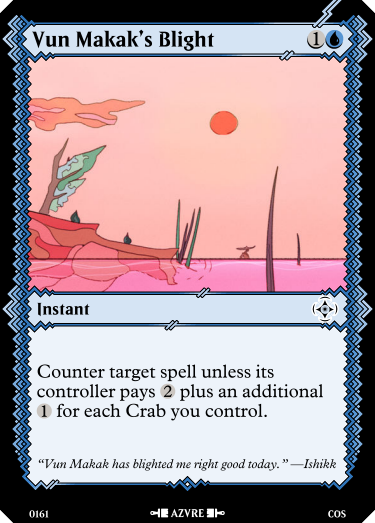 Vun Makak's Blight 1
Instant
Counter target spell unless its
controller pays 2 plus an additional
1 for each Crab you control.
“Vun Makak has blighted me right good today.” —Ishikk
0161 AZVRE COS